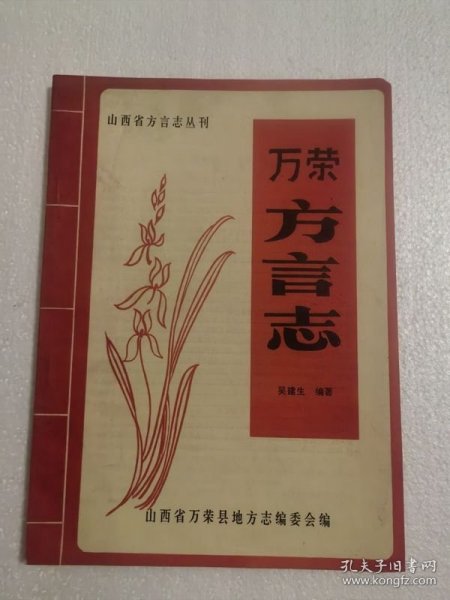 山西省方言志丛刊
万荣
方言志
吴建生 编著
山西省万荣县地方志编委会编
孔夫子旧书网
www.kongfz.com